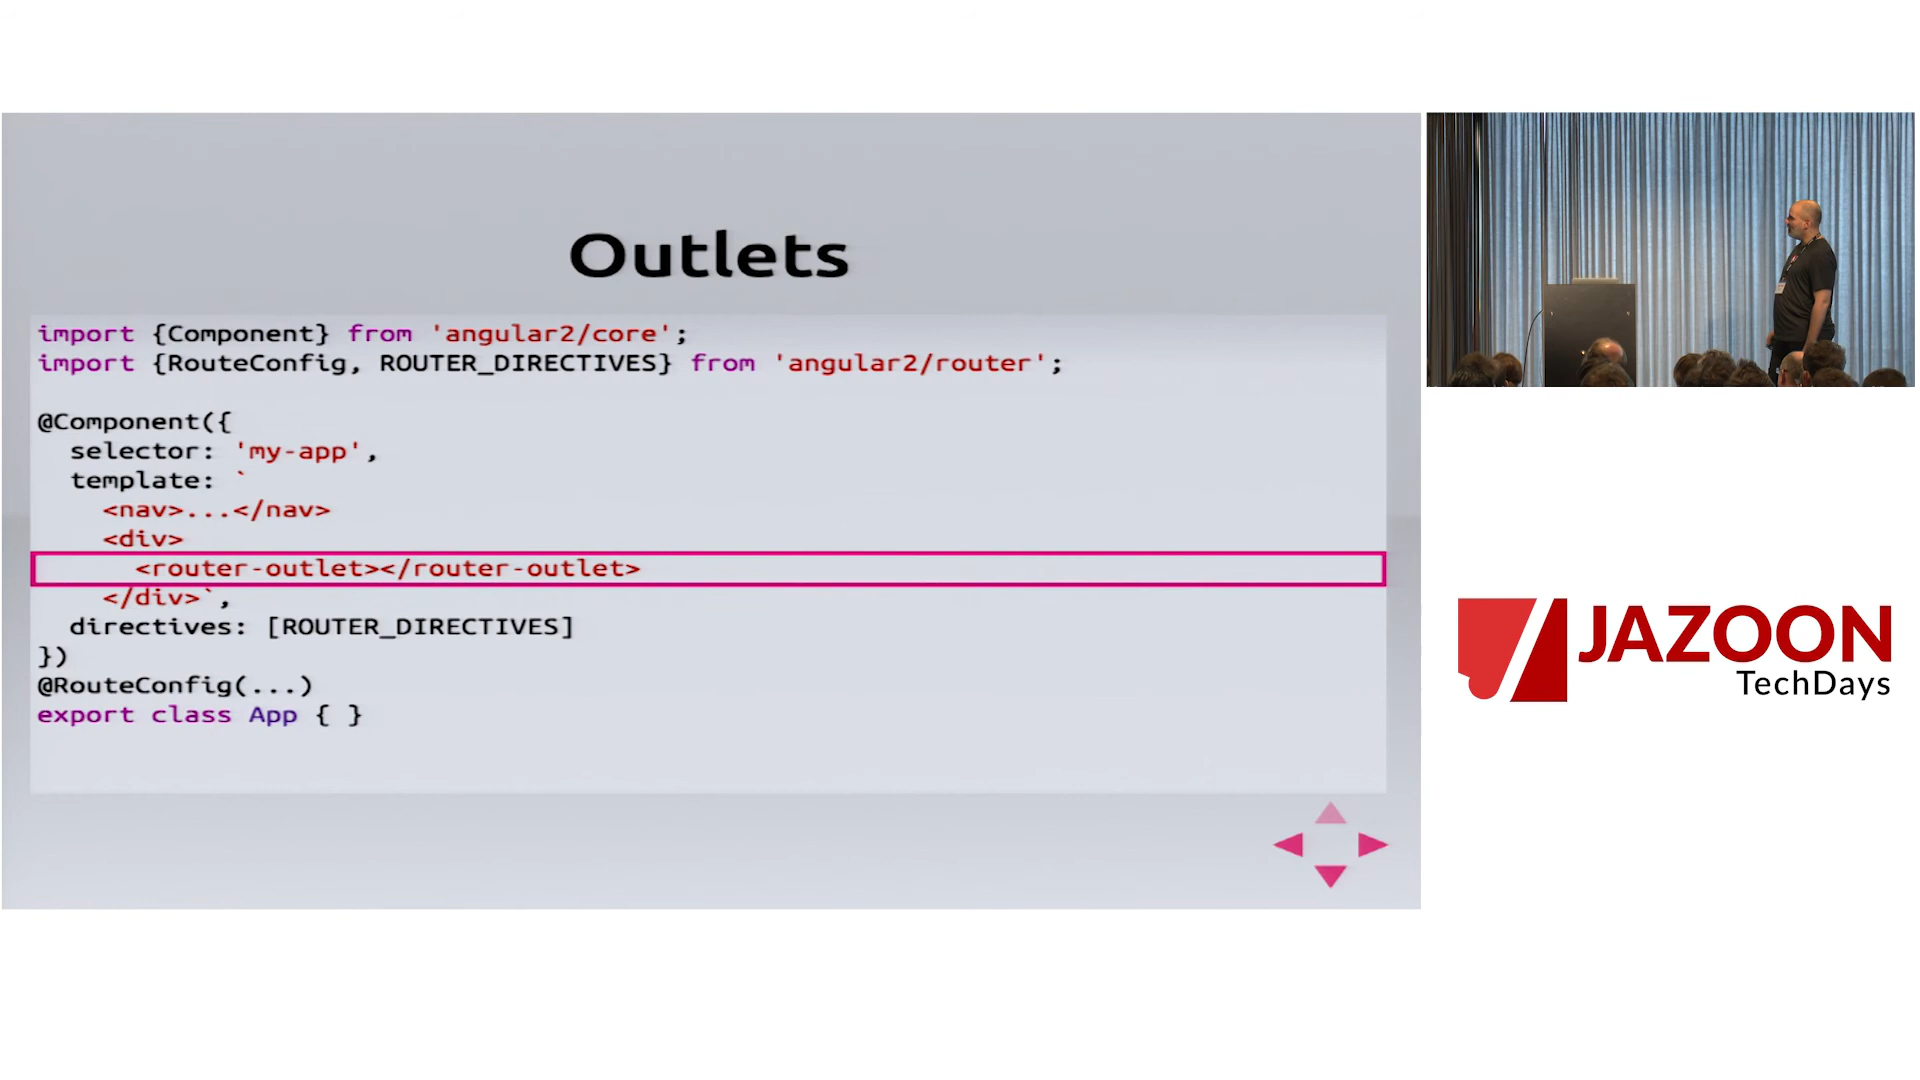 Outlets
import {Component} from 'angular2/core';
import {RouteConfig, ROUTER_DIRECTIVES} from 'angular2/router';
@Component({
  selector: 'my-app',
  template: `
    <nav>...</nav>
    <div>
      <router-outlet></router-outlet>
    </div>`,
  directives: [ROUTER_DIRECTIVES]
})
@RouteConfig(...)
export class App { }
JAZOON
TechDays